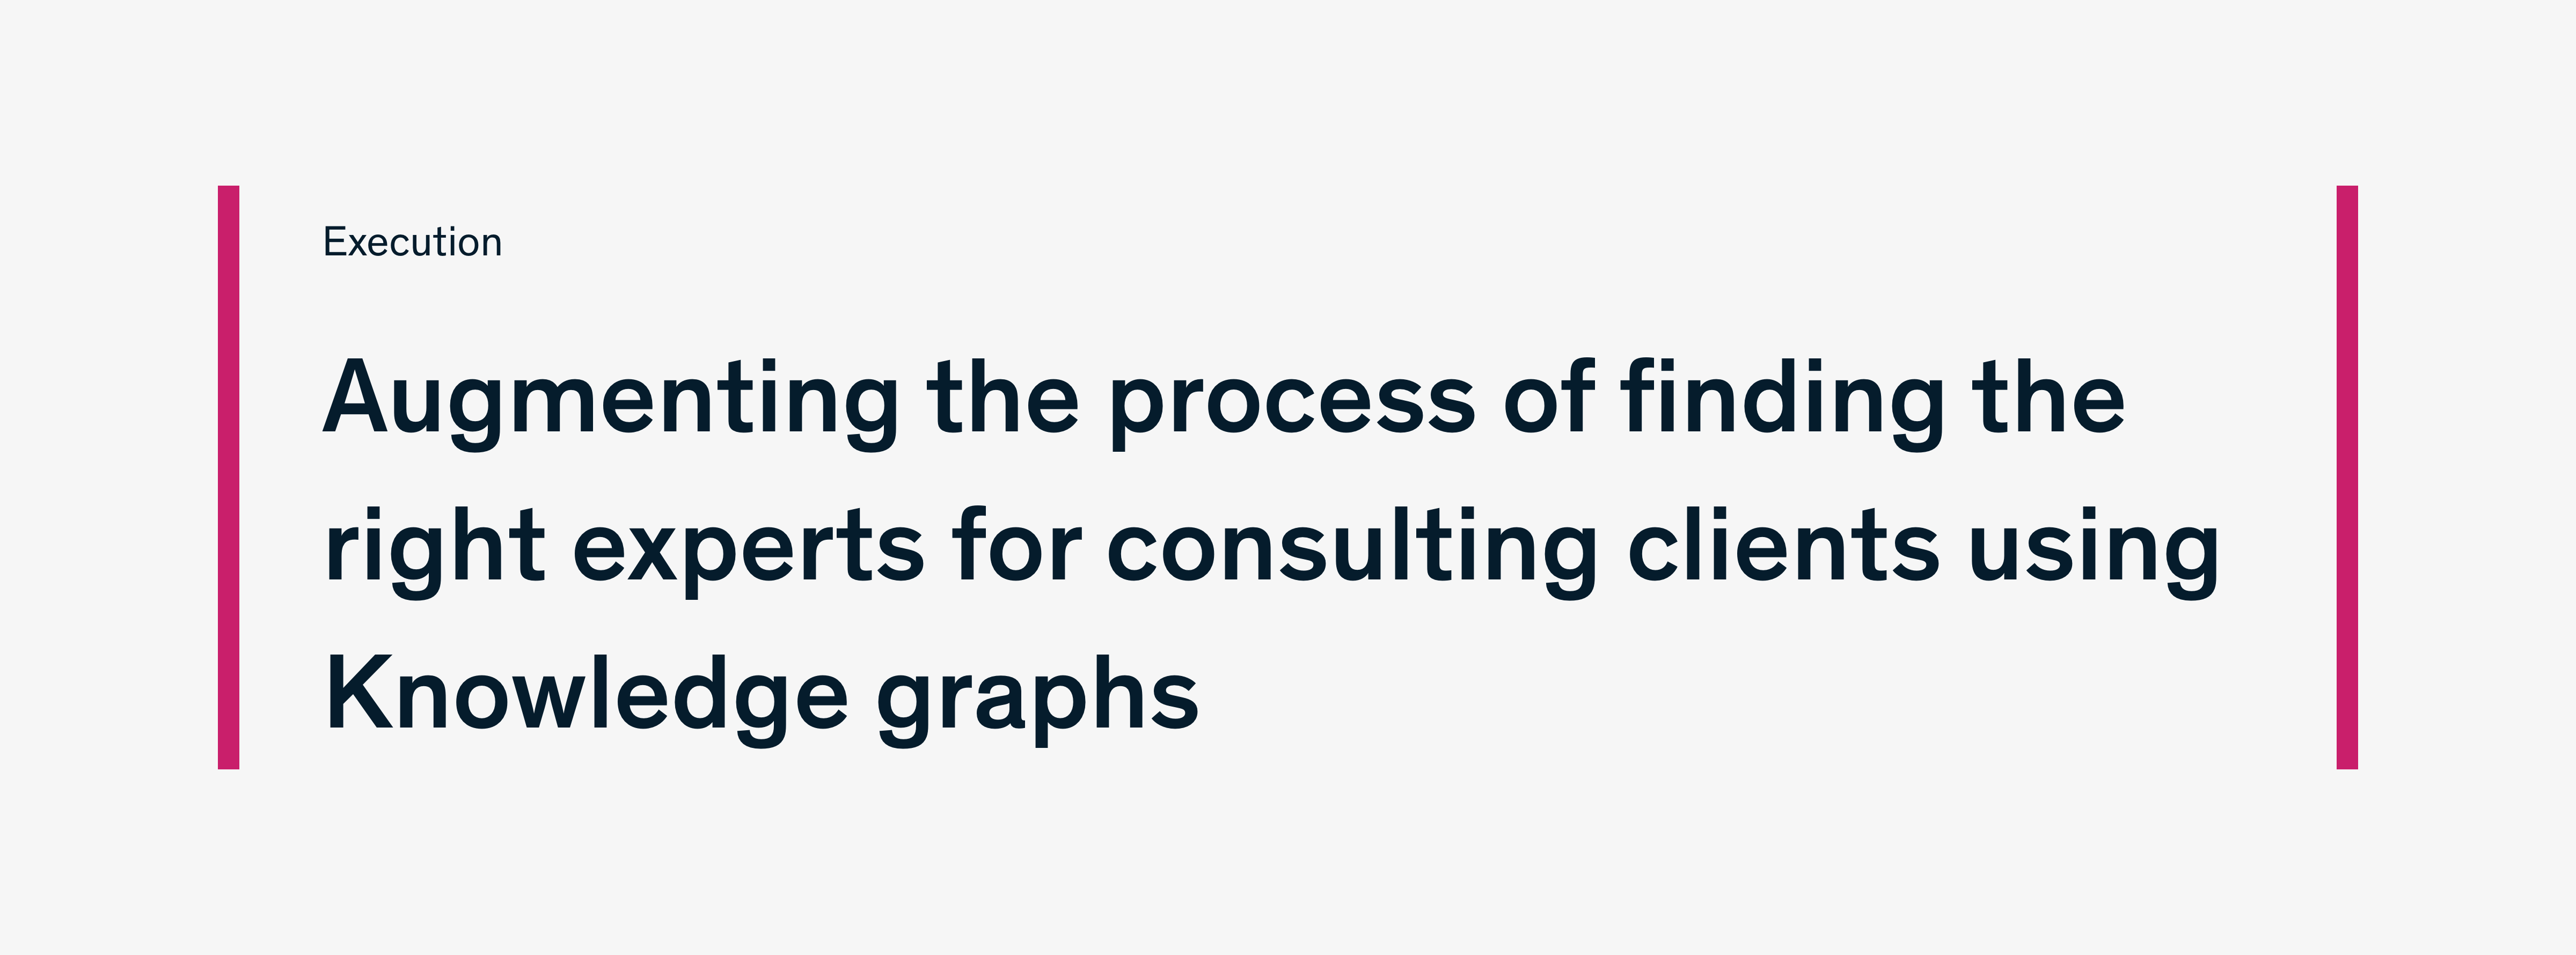 Execution
Augmenting the process of finding the
right experts for consulting clients using
Knowledge graphs